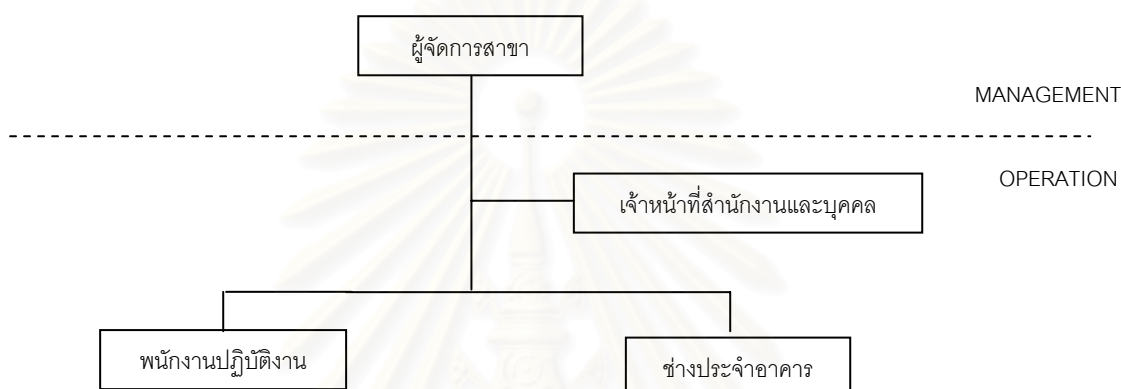 ผู้จัดการสาขา
MANAGEMENT
OPERATION
เจ้าหน้าที่สำนักงานและบุคคล
พนักงานปฏิบัติงาน
ช่างประจำอาคาร